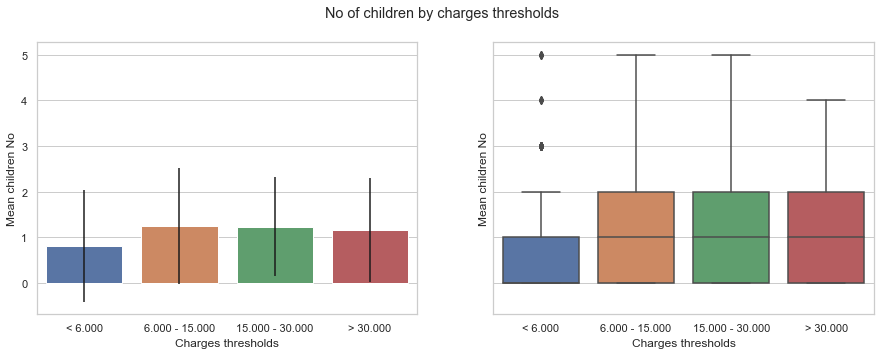 No of children by charges thresholds
Mean children No
5
4
3
2
1
0
< 6.000 6.000 - 15.000 15.000 - 30.000 > 30.000
Charges thresholds
Mean children No
< 6.000 6.000 - 15.000 15.000 - 30.000 > 30.000
Charges thresholds